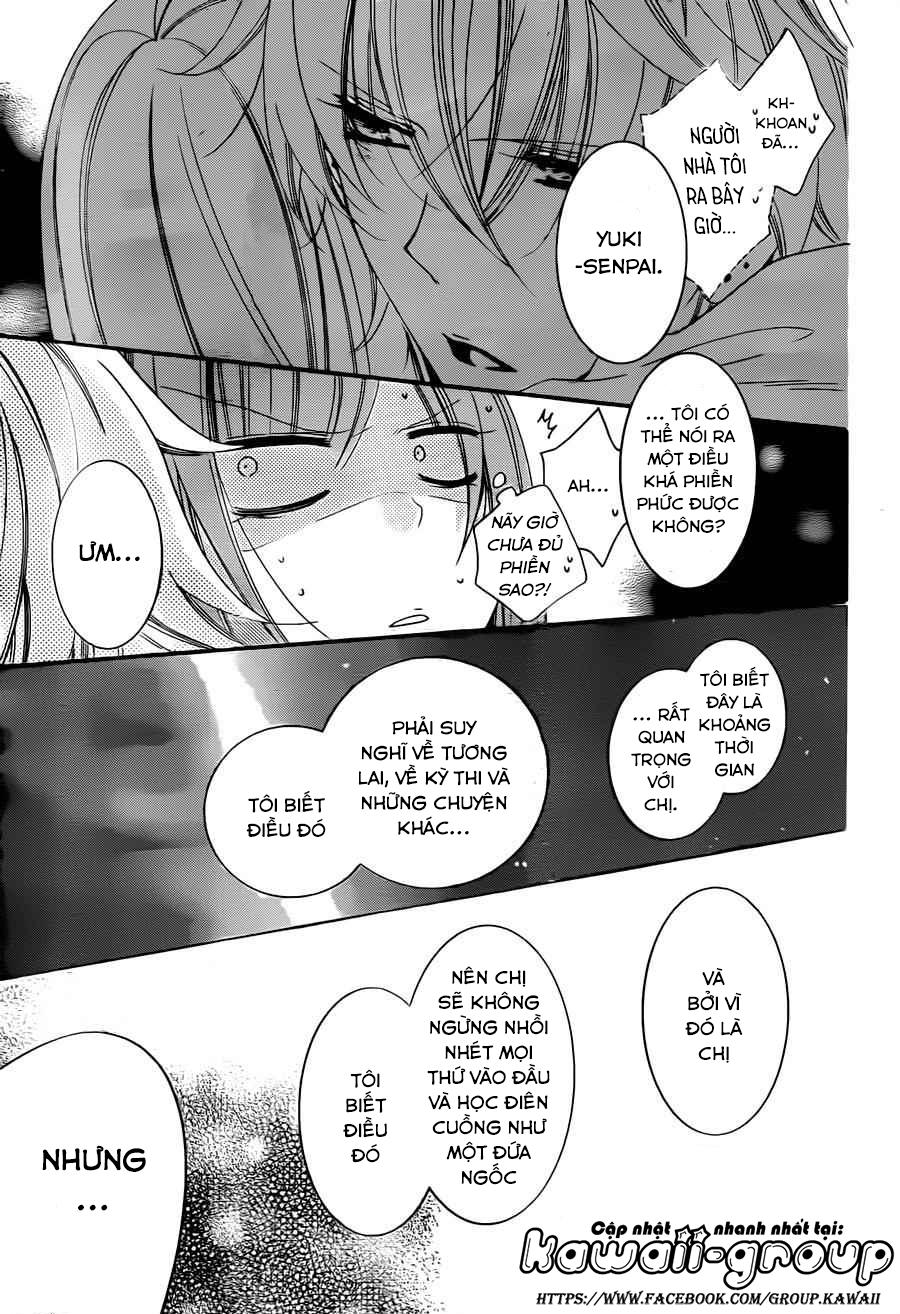 KH-
KHOAN
ĐÃ...
NGƯỜI
NHÀ TÔI
RA BÂY
GIỜ...
YUKI
-SENPAI.
... TÔI CÓ
THỂ NÓI RA
MỘT ĐIỀU
KHÁ PHIỀN
PHỨC ĐƯỢC
KHÔNG?
AH...
NÃY GIỜ
CHƯA ĐỦ
PHIỀN
SAO?!
ƯM...
TÔI BIẾT
ĐÂY LÀ
KHOẢNG
THỜI
GIAN
... RẤT
QUAN
TRỌNG
VỚI
CHỊ.
PHẢI SUY
NGHĨ VỀ TƯƠNG
LAI, VỀ KỲ THI VÀ
NHỮNG CHUYỆN
KHÁC...
TÔI BIẾT
ĐIỀU ĐÓ
VÀ
BỞI VÌ
ĐÓ LÀ
CHỊ
NÊN CHỊ
SẼ KHÔNG
NGỪNG NHỒI
NHÉT MỌI
THỨ VÀO ĐẦU
VÀ HỌC ĐIÊN
CUỒNG NHƯ
MỘT ĐỨA
NGỐC
TÔI
BIẾT
ĐIỀU
ĐÓ
NHƯNG
...
Cập nhật nhanh nhất tại:
kawaii-group
HTTPS://WWW.FACEBOOK.COM/GROUP.KAWAII